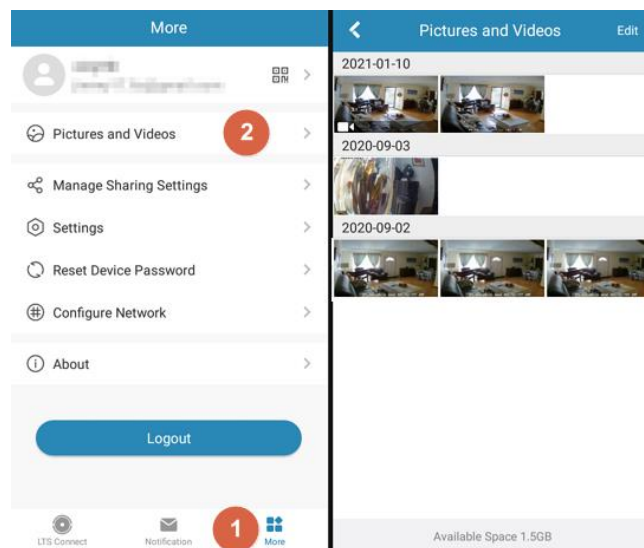 More
Pictures and Videos
2
Manage Sharing Settings
Settings
Reset Device Password
Configure Network
About
Logout
LTS Connect
Notification
1
More
Pictures and Videos
Edit
2021-01-10
2020-09-03
2020-09-02
Available Space 1.5GB